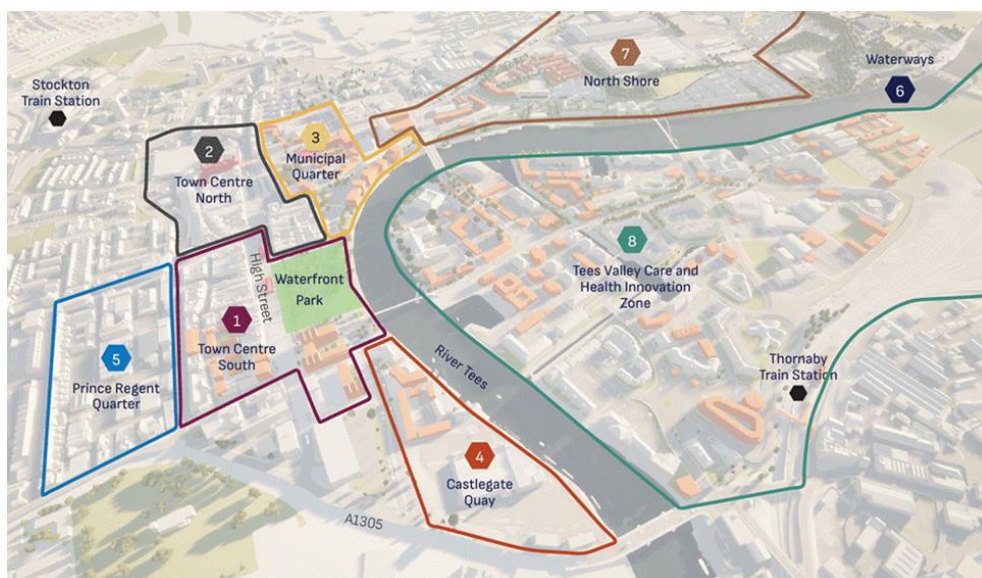 7
North Shore
Waterways
6
Stockton
Train Station
2
Town Centre
North
3
Municipal
Quarter
8
Tees Valley Care and
Health Innovation
Zone
High Street
Waterfront
Park
1
Town Centre
South
5
Prince Regent
Quarter
River Tees
Thornaby
Train Station
4
Castlegate
Quay
A1305